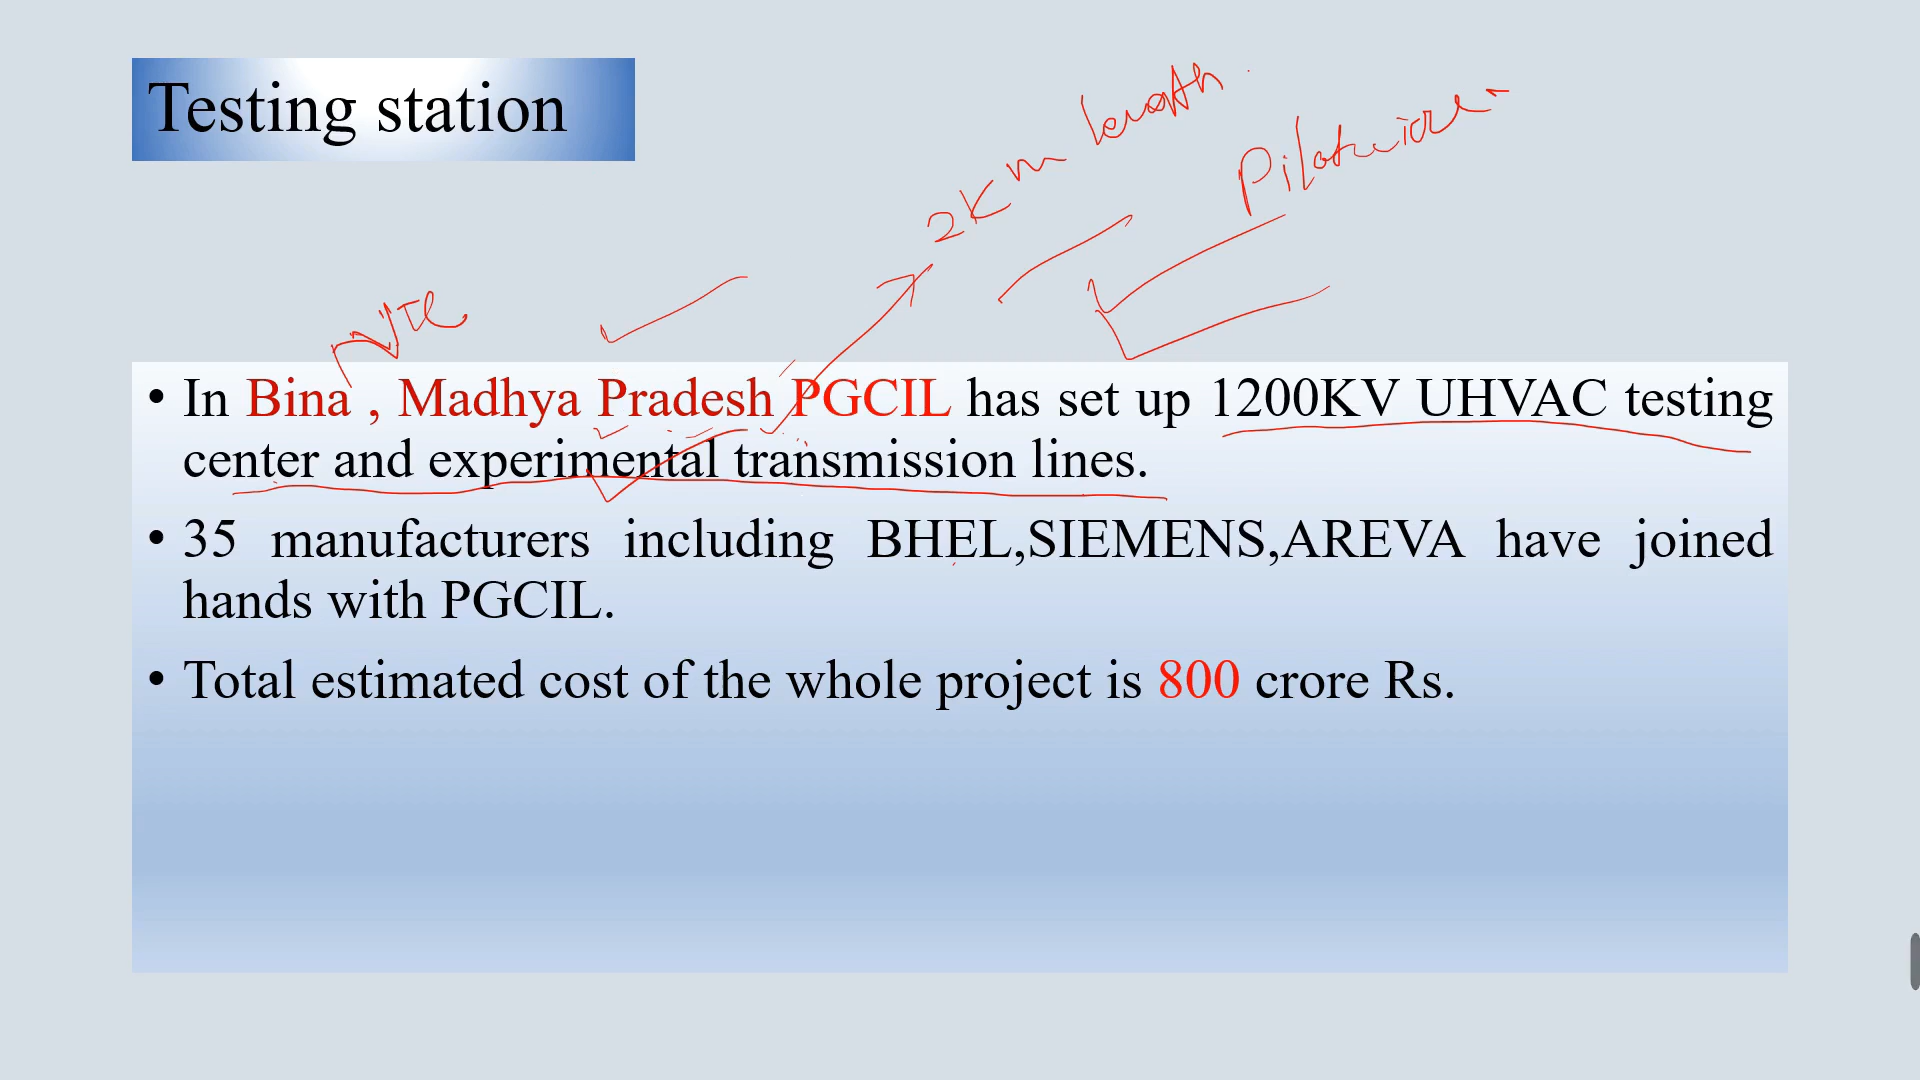 Testing station
2Km length
• In Bina , Madhya Pradesh PGCIL has set up 1200KV UHVAC testing
center and experimental transmission lines.
• 35 manufacturers including BHEL,SIEMENS,AREVA have joined
hands with PGCIL.
• Total estimated cost of the whole project is 800 crore Rs.